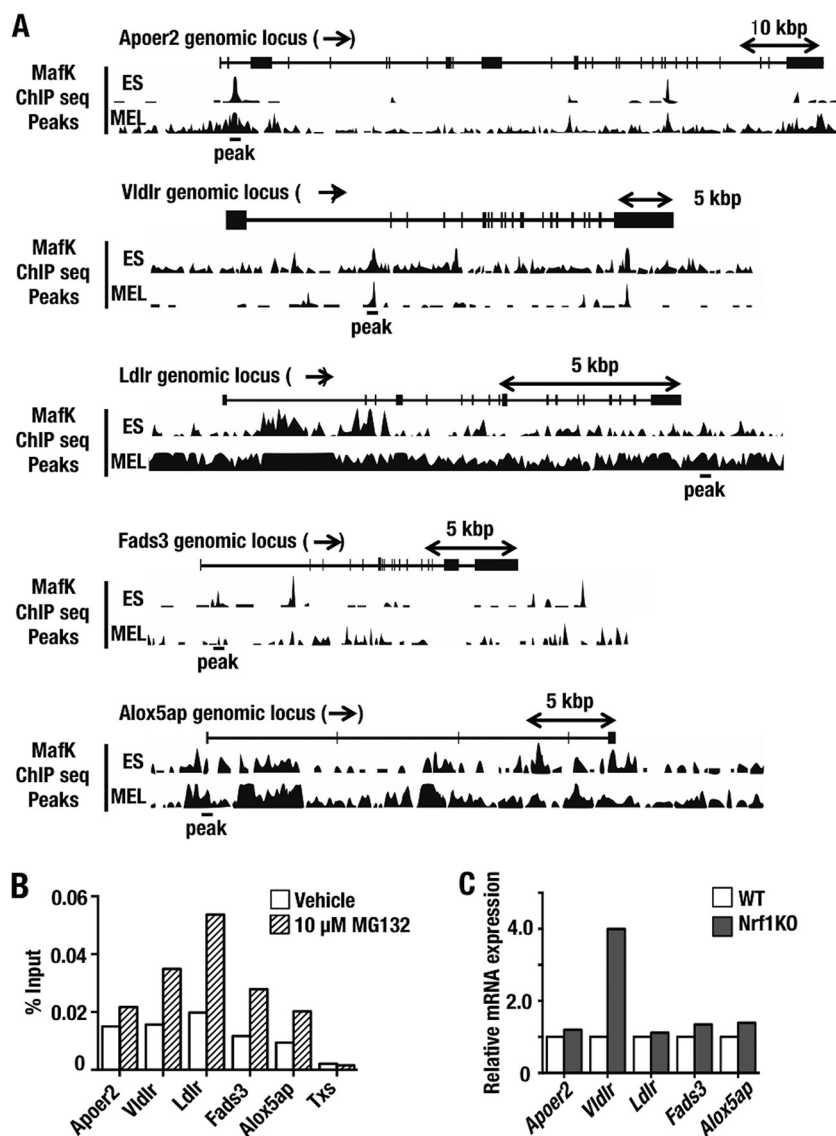 A
Apoer2 genomic locus (→)
10 kbp
MafK
ChIP seq
Peaks
ES
MEL
peak
Vldlr genomic locus ( →)
5 kbp
MafK
ChIP seq
Peaks
ES
MEL
peak
Ldlr genomic locus ( →)
5 kbp
MafK
ChIP seq
Peaks
ES
MEL
peak
Fads3 genomic locus (→)
5 kbp
MafK
ChIP seq
Peaks
ES
MEL
peak
Alox5ap genomic locus (→)
5 kbp
MafK
ChIP seq
Peaks
ES
MEL
peak
B
% Input
0.06
0.04
0.02
0
Vehicle
10 µM MG132
Apoer2
Vldlr
Ldlr
Fads3
Alox5ap
Txs
C
Relative mRNA expression
4.0
2.0
1.0
0
WT
Nrf1KO
Apoer2
Vldlr
Ldlr
Fads3
Alox5ap